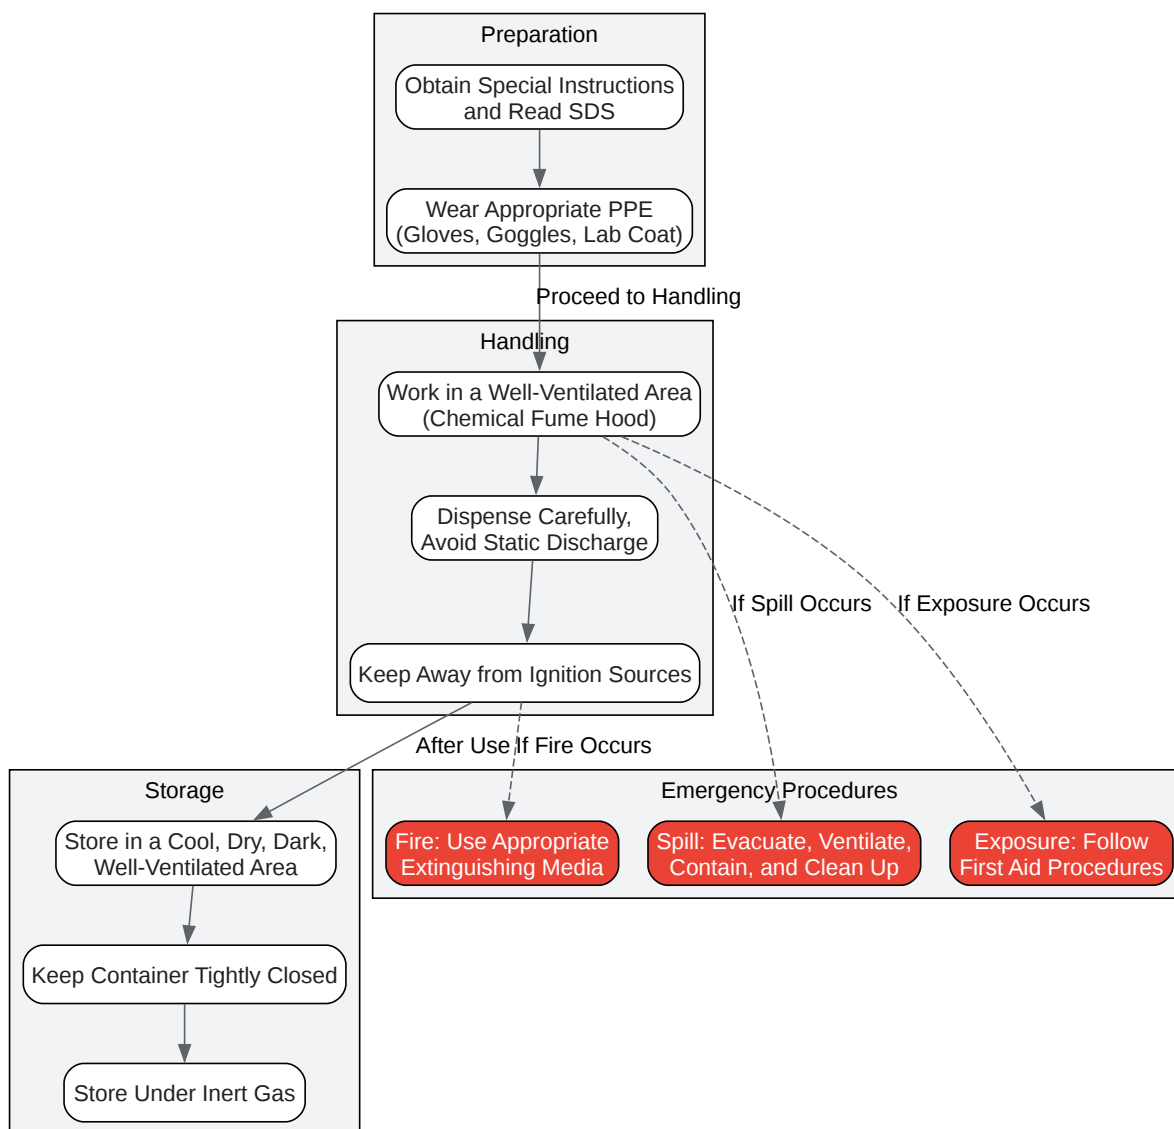 Preparation
Obtain Special Instructions
and Read SDS
Wear Appropriate PPE
(Gloves, Goggles, Lab Coat)
Proceed to Handling
Handling
Work in a Well-Ventilated Area
(Chemical Fume Hood)
Dispense Carefully,
Avoid Static Discharge
If Spill Occurs
If Exposure Occurs
Keep Away from Ignition Sources
After Use
If Fire Occurs
Storage
Emergency Procedures
Store in a Cool, Dry, Dark,
Well-Ventilated Area
Fire: Use Appropriate
Extinguishing Media
Spill: Evacuate, Ventilate,
Contain, and Clean Up
Exposure: Follow
First Aid Procedures
Keep Container Tightly Closed
Store Under Inert Gas